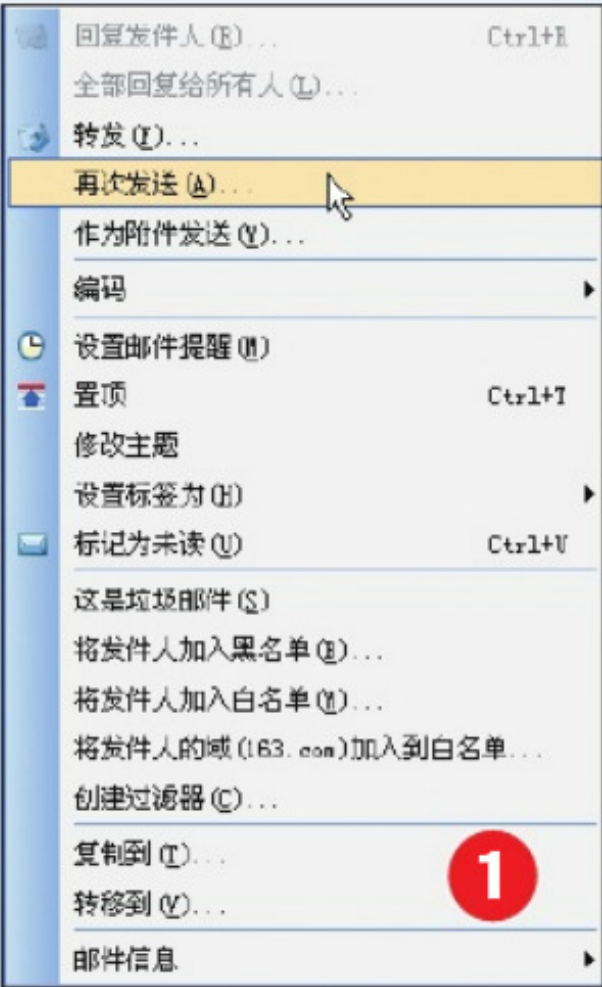 回复发件人(R)... Ctrl+R
全部回复给所有人(L)...
转发(F)...
再次发送(A)...
作为附件发送(Y)...
编码
设置邮件提醒(M)
置顶 Ctrl+T
修改主题
设置标签为(H)
标记为未读(U) Ctrl+U
这是垃圾邮件(S)
将发件人加入黑名单(B)...
将发件人加入白名单(W)...
将发件人的域(163.com)加入到白名单...
创建过滤器(C)...
复制到(T)...
转移到(V)...
1
邮件信息